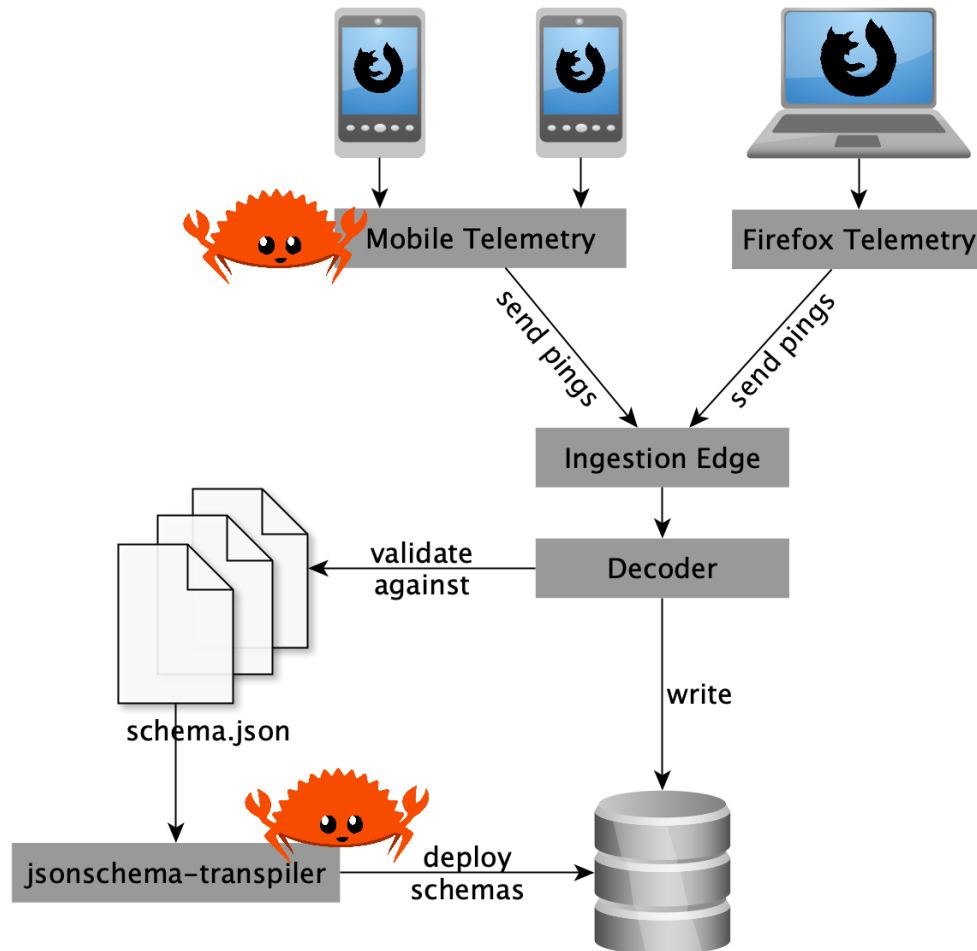 Mobile Telemetry
Firefox Telemetry
send pings
send pings
Ingestion Edge
validate
against
Decoder
write
schema.json
jsonschema-transpiler
deploy
schemas